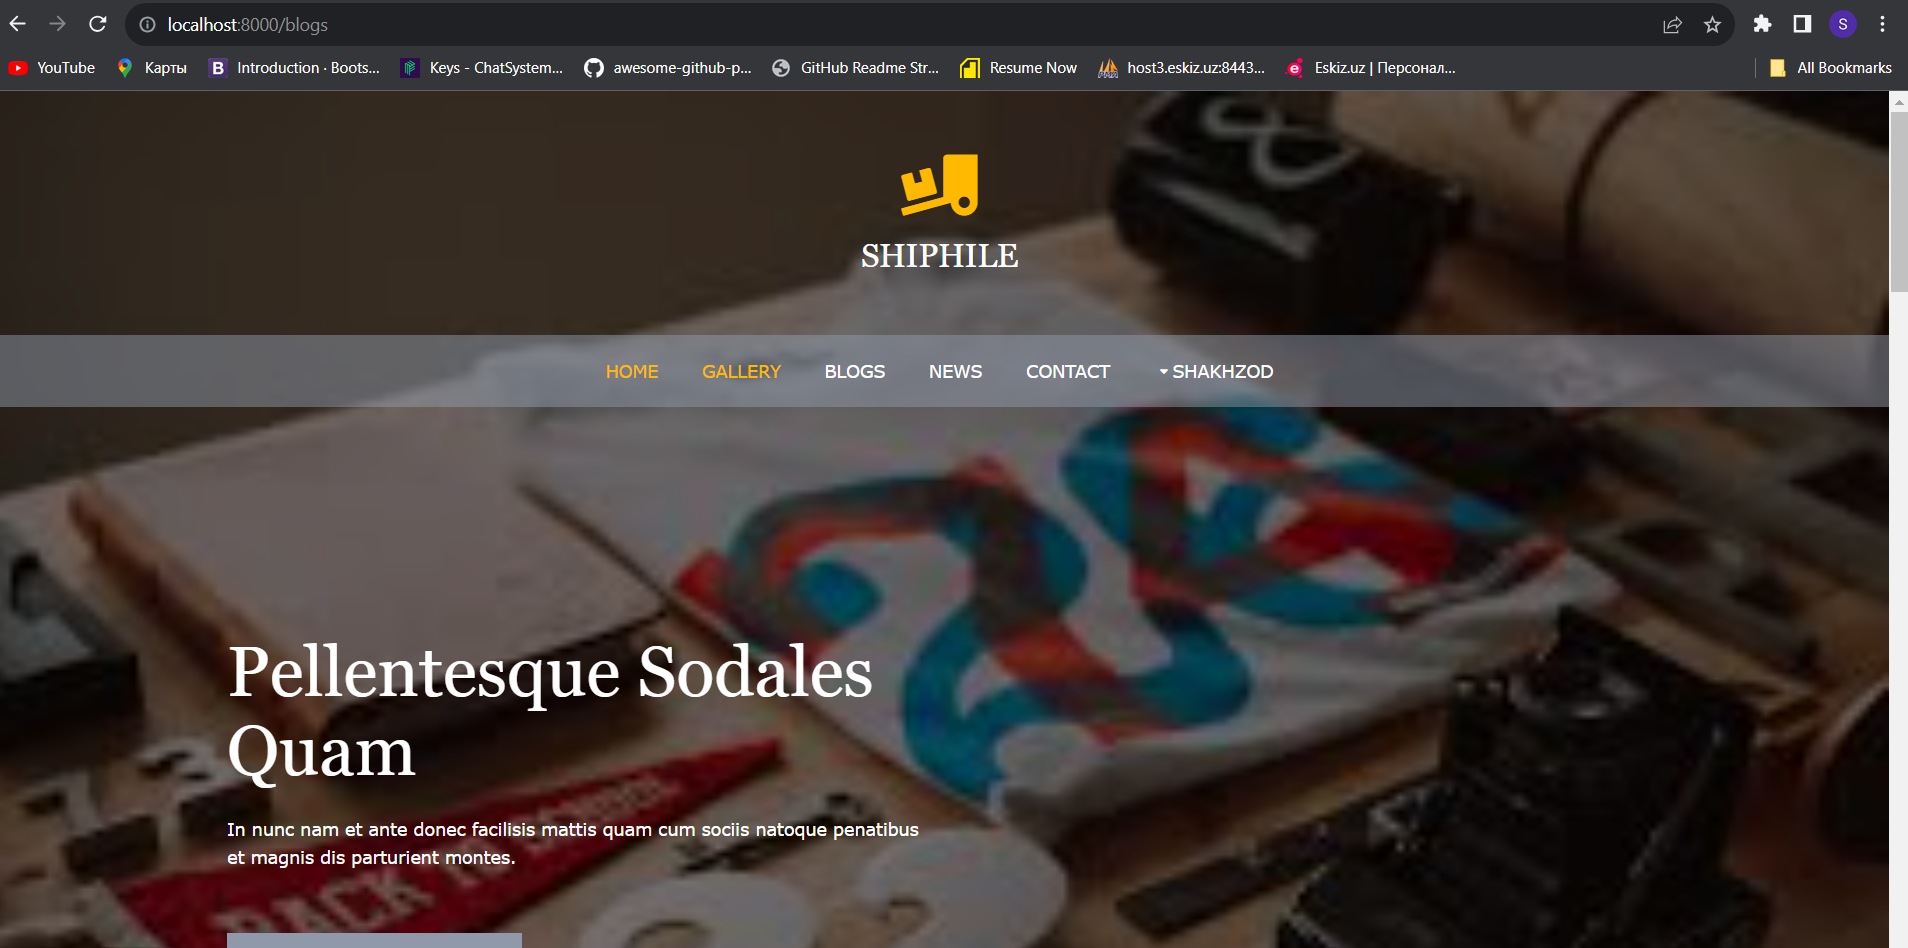 localhost:8000/blogs
S
YouTube Карты Introduction · Boots... Keys - ChatSystem... awesome-github-p... GitHub Readme Str... Resume Now host3.eskiz.uz:8443... Eskiz.uz | Персонал... All Bookmarks
SHIPHILE
HOME GALLERY BLOGS NEWS CONTACT SHAKHZOD
Pellentesque Sodales
Quam
In nunc nam et ante donec facilisis mattis quam cum sociis natoque penatibus
et magnis dis parturient montes.
BACK TO